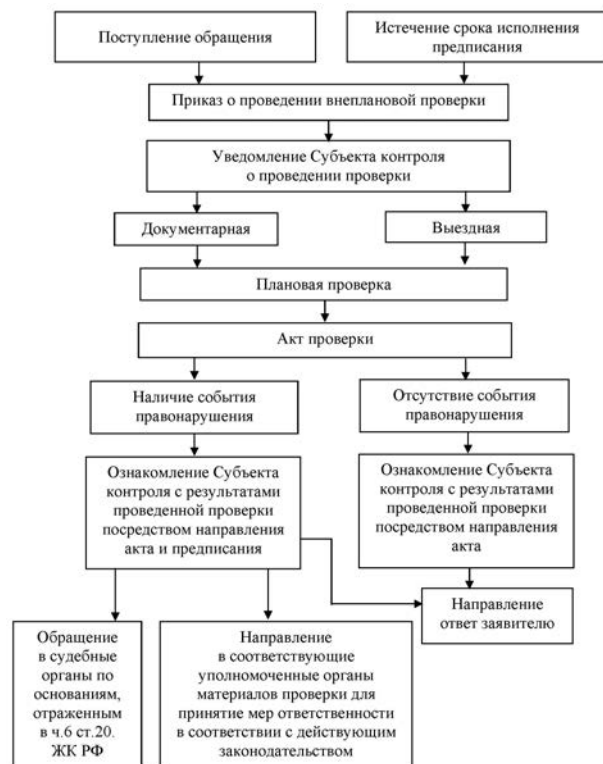 Поступление обращения
Истечение срока исполнения
предписания
Приказ о проведении внеплановой проверки
Уведомление Субъекта контроля
о проведении проверки
Документарная
Выездная
Плановая проверка
Акт проверки
Наличие события
правонарушения
Отсутствие события
правонарушения
Ознакомление Субъекта
контроля с результатами
проведенной проверки
посредством направления
акта и предписания
Ознакомление Субъекта
контроля с результатами
проведенной проверки
посредством направления
акта
Направление
ответ заявителю
Обращение
в судебные
органы по
основаниям,
отраженным
в ч.6 ст.20.
ЖК РФ
Направление
в соответствующие
уполномоченные органы
материалов проверки для
принятие мер ответственности
в соответствии с действующим
законодательством